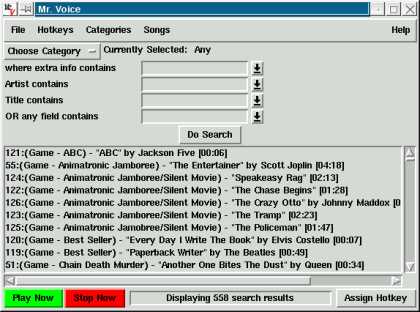 Mr. Voice
File Hotkeys Categories Songs Help
Choose Category Currently Selected: Any
where extra info contains
Artist contains
Title contains
OR any field contains
Do Search
121:(Game - ABC) - "ABC" by Jackson Five [00:06]
55:(Game - Animatronic Jamboree) - "The Entertainer" by Scott Joplin [04:18]
124:(Game - Animatronic Jamboree/Silent Movie) - "Speakeasy Rag" [02:13]
122:(Game - Animatronic Jamboree/Silent Movie) - "The Chase Begins" [01:28]
126:(Game - Animatronic Jamboree/Silent Movie) - "The Crazy Otto" by Johnny Maddox [0
123:(Game - Animatronic Jamboree/Silent Movie) - "The Tramp" [02:23]
125:(Game - Animatronic Jamboree/Silent Movie) - "The Policeman" [01:47]
120:(Game - Best Seller) - "Every Day I Write The Book" by Elvis Costello [00:07]
119:(Game - Best Seller) - "Paperback Writer" by The Beatles [00:49]
51:(Game - Chain Death Murder) - "Another One Bites The Dust" by Queen [00:34]
Play Now Stop Now Displaying 558 search results Assign Hotkey